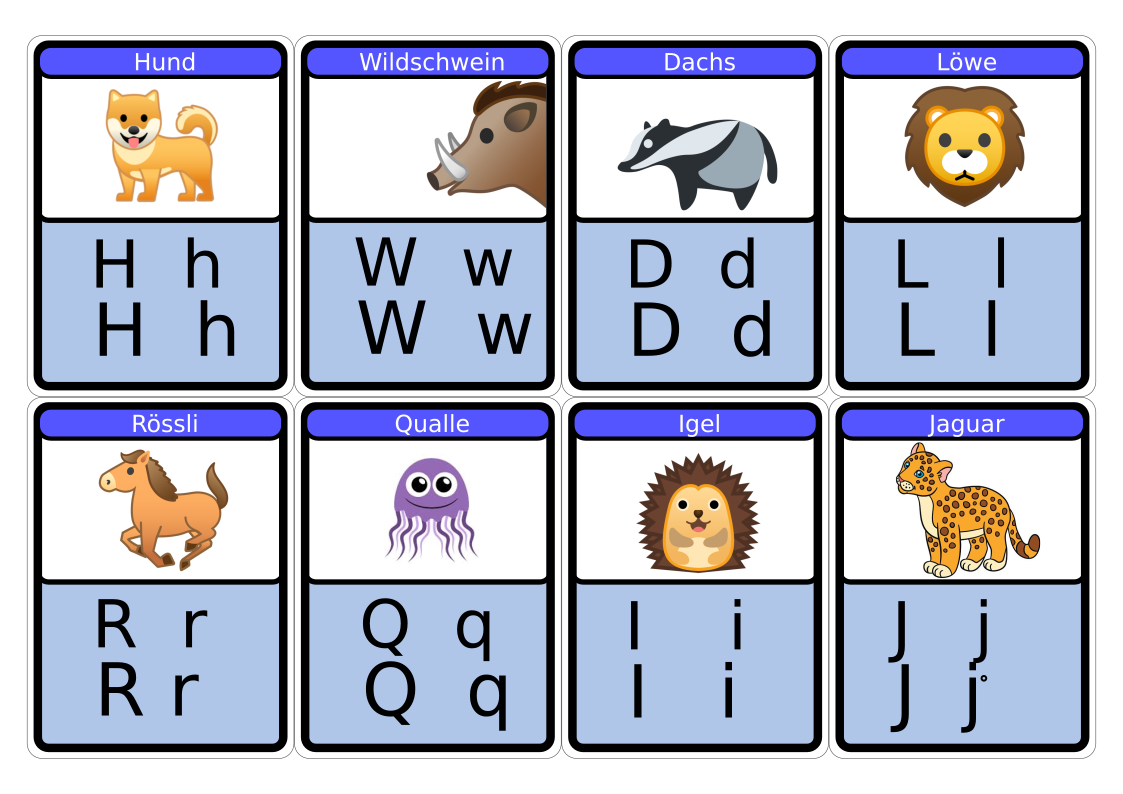 Hund
H h
H h
Wildschwein
W w
W w
Dachs
D d
D d
Löwe
L l
L l
Rössli
R r
R r
Qualle
Q q
Q q
Igel
I i
I i
Jaguar
J j
J j°